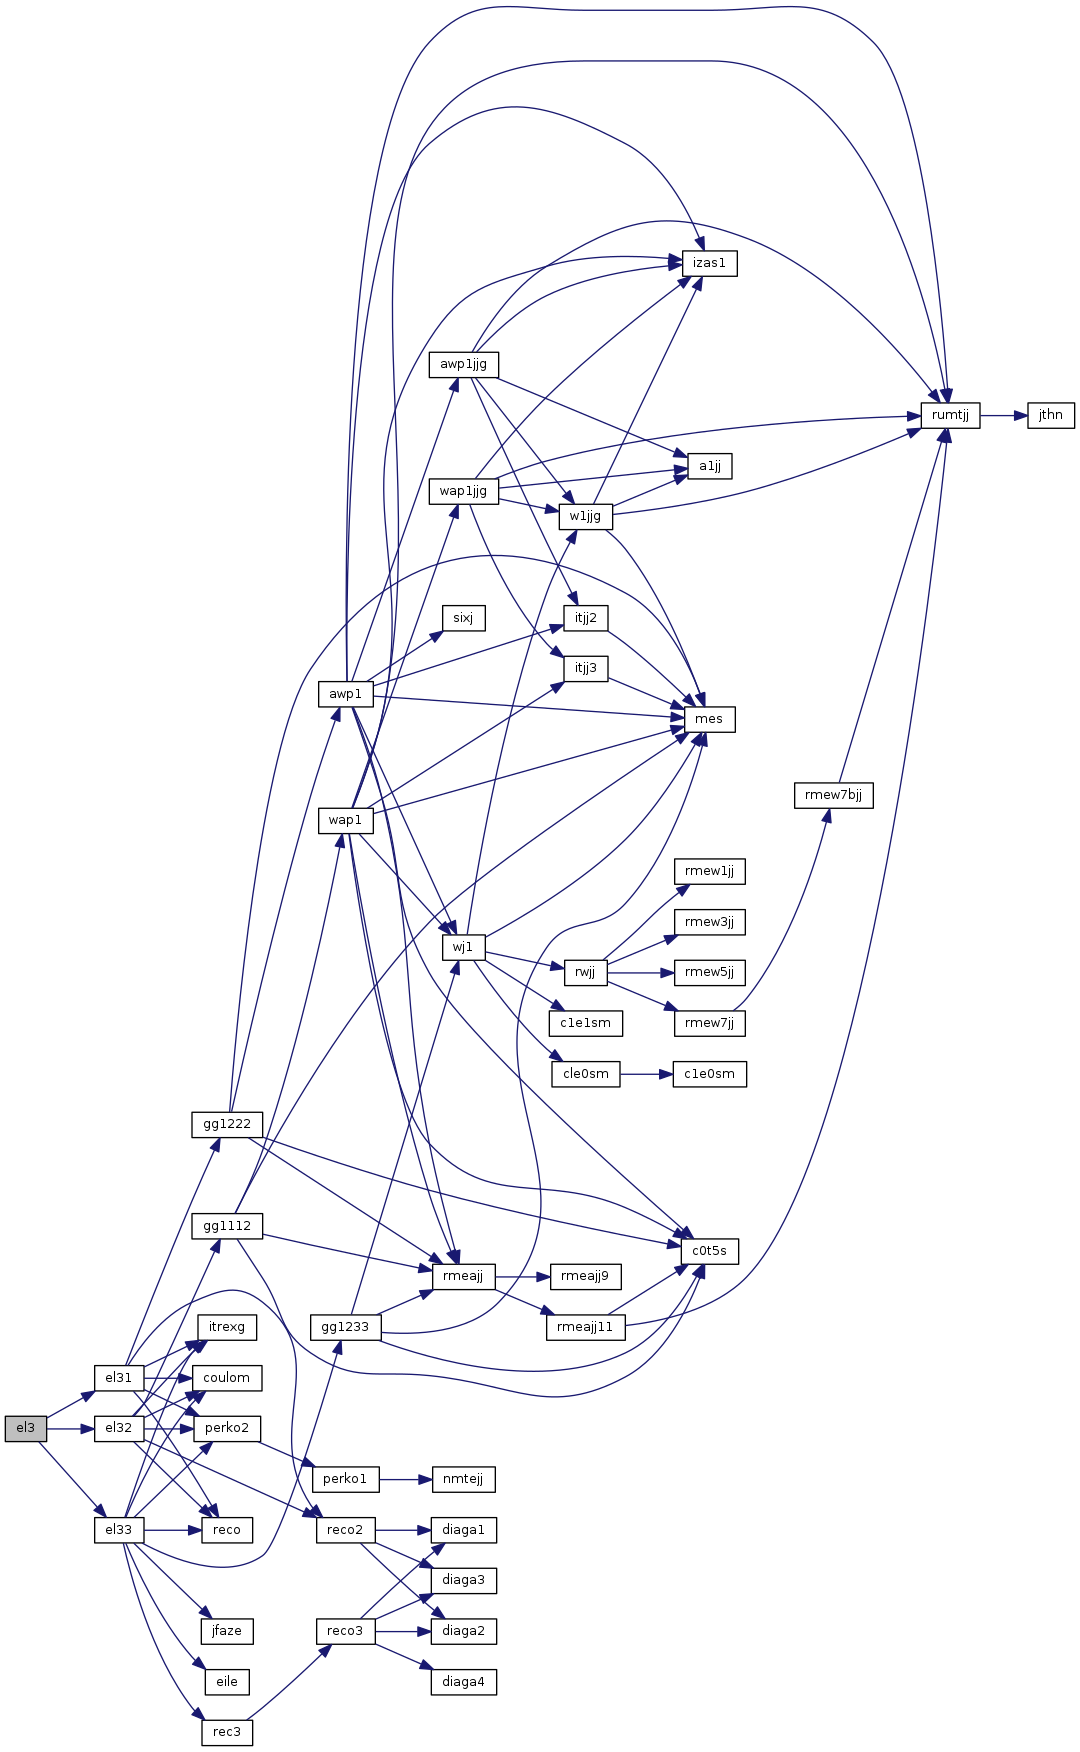 izas1
awp1jjg
rumtjj
jthn
a1jj
wap1jjg
w1jjg
sixj
itjj2
itjj3
awp1
mes
rmew7bjj
wap1
rmew1jj
rmew3jj
wj1
rwjj
rmew5jj
c1e1sm
rmew7jj
cle0sm
c1e0sm
gg1222
gg1112
c0t5s
rmeajj
rmeajj9
itrexg
gg1233
rmeajj11
el31
coulom
el3
el32
perko2
perko1
nmtejj
el33
reco
reco2
diaga1
diaga3
jfaze
reco3
diaga2
eile
diaga4
rec3